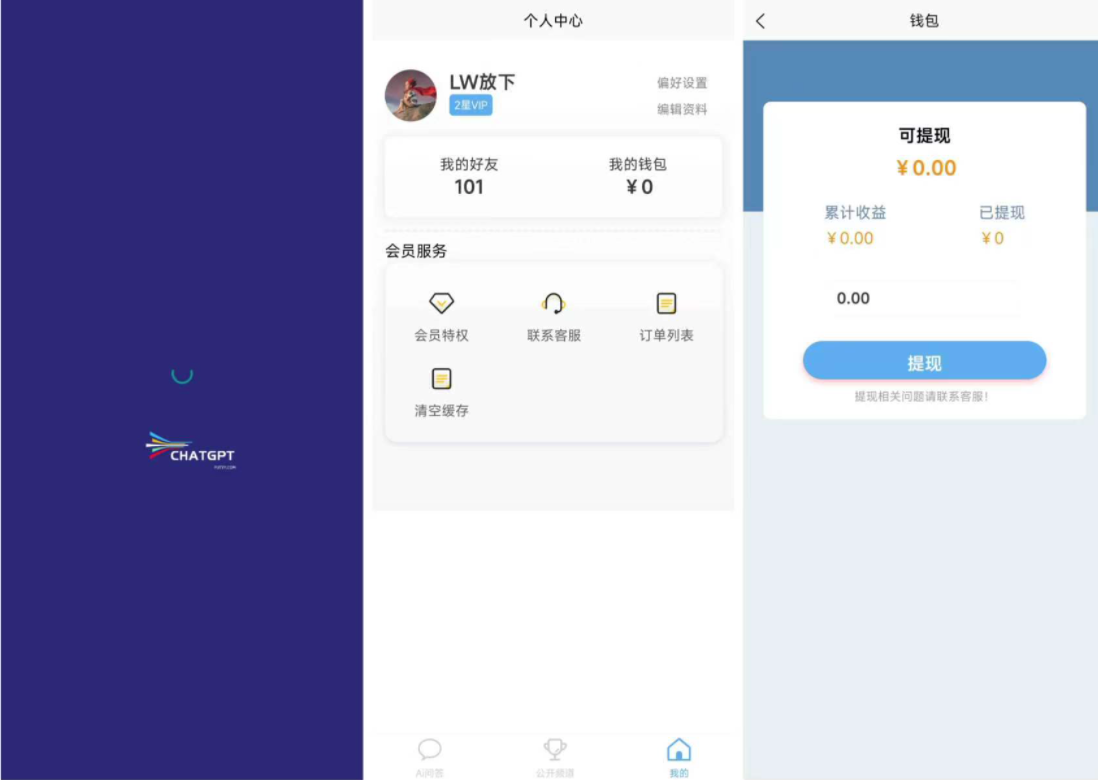 CHATGPT
个人中心
LW放下
2星VIP
偏好设置
编辑资料
我的好友
101
我的钱包
¥0
会员服务
会员特权
联系客服
订单列表
清空缓存
AI问答
公开频道
我的
钱包
可提现
¥0.00
累计收益
¥0.00
已提现
¥0
0.00
提现
提现相关问题请联系客服!